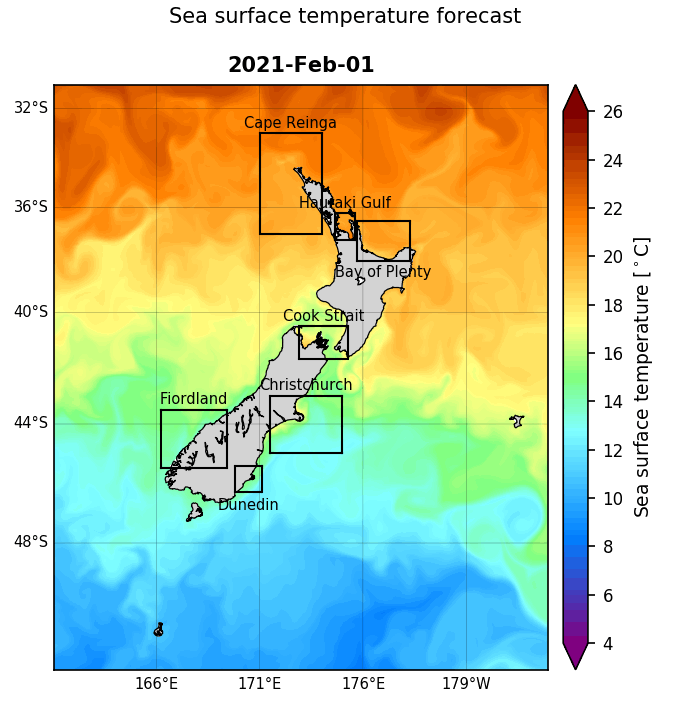 Sea surface temperature forecast
2021-Feb-01
32°S
36°S
40°S
44°S
48°S
166°E
171°E
176°E
179°W
Cape Reinga
Hauraki Gulf
Bay of Plenty
Cook Strait
Christchurch
Fiordland
Dunedin
26
24
22
20
18
16
14
12
10
8
6
4
Sea surface temperature [°C]